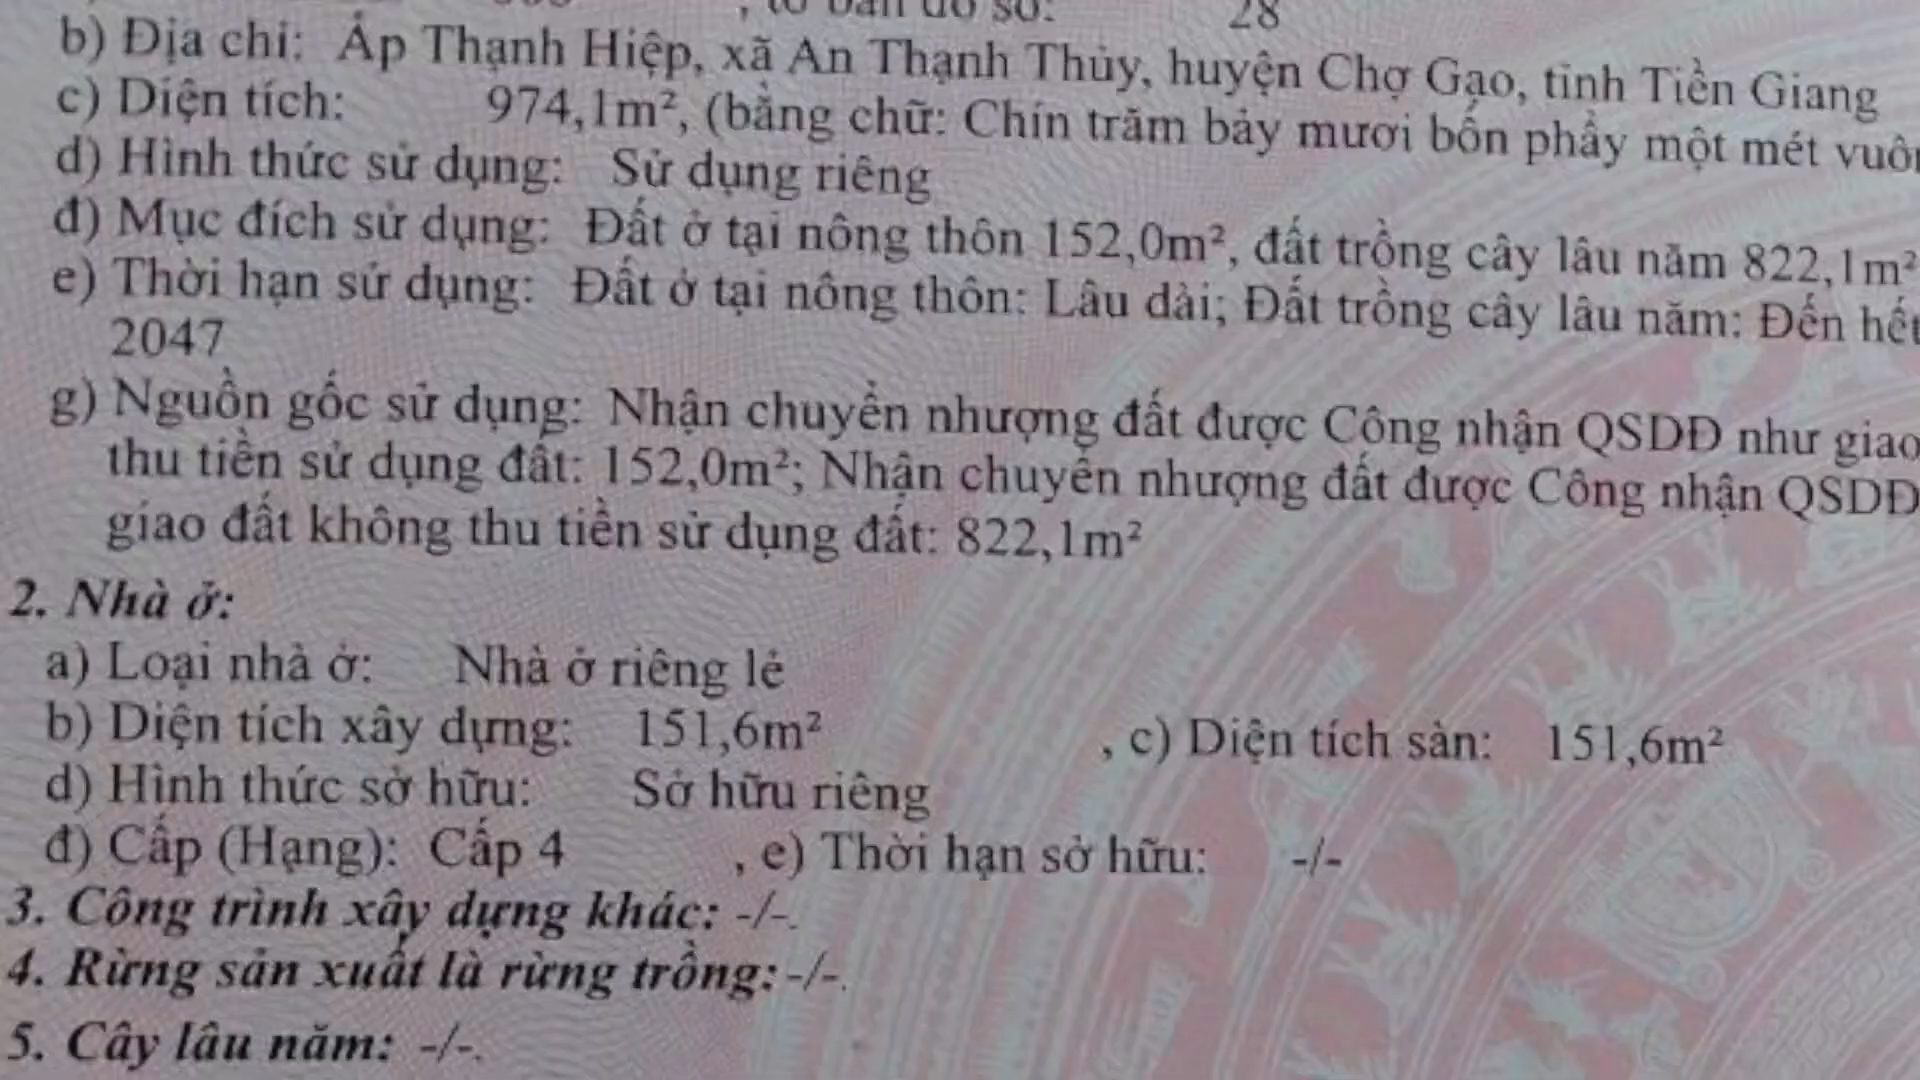 , tờ bản đồ số: 28
b) Địa chỉ: Ấp Thạnh Hiệp, xã An Thạnh Thủy, huyện Chợ Gạo, tỉnh Tiền Giang
c) Diện tích: 974,1m², (bằng chữ: Chín trăm bảy mươi bốn phẩy một mét
d) Hình thức sử dụng: Sử dụng riêng
đ) Mục đích sử dụng: Đất ở tại nông thôn 152,0m², đất trồng cây lâu năm 822,1m²
e) Thời hạn sử dụng: Đất ở tại nông thôn: Lâu dài; Đất trồng cây lâu năm: Đến hết
2047
g) Nguồn gốc sử dụng: Nhận chuyển nhượng đất được Công nhận QSDĐ như giao
thu tiền sử dụng đất: 152,0m²; Nhận chuyển nhượng đất được Công nhận QSDĐ
giao đất không thu tiền sử dụng đất: 822,1m²
2. Nhà ở:
a) Loại nhà ở: Nhà ở riêng lẻ
b) Diện tích xây dựng: 151,6m² , c) Diện tích sàn: 151,6m²
d) Hình thức sở hữu: Sở hữu riêng
đ) Cấp (Hạng): Cấp 4 , e) Thời hạn sở hữu: -/-
3. Công trình xây dựng khác: -/-.
4. Rừng sản xuất là rừng trồng: -/-.
5. Cây lâu năm: -/-.